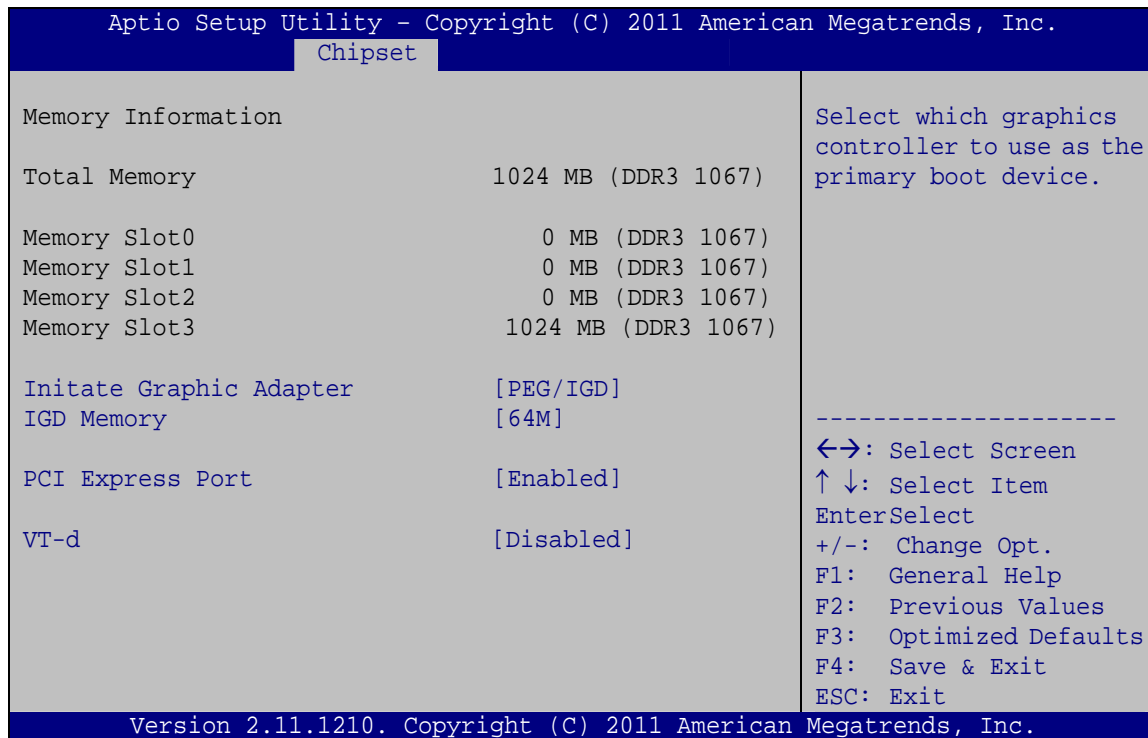 Aptio Setup Utility – Copyright (C) 2011 American Megatrends, Inc.
Chipset
Memory Information
Total Memory 1024 MB (DDR3 1067)
Memory Slot0 0 MB (DDR3 1067)
Memory Slot1 0 MB (DDR3 1067)
Memory Slot2 0 MB (DDR3 1067)
Memory Slot3 1024 MB (DDR3 1067)
Initate Graphic Adapter [PEG/IGD]
IGD Memory [64M]
PCI Express Port [Enabled]
VT-d [Disabled]
Select which graphics
controller to use as the
primary boot device.
---------------------
←→: Select Screen
↑ ↓: Select Item
EnterSelect
+/-: Change Opt.
F1: General Help
F2: Previous Values
F3: Optimized Defaults
F4: Save & Exit
ESC: Exit
Version 2.11.1210. Copyright (C) 2011 American Megatrends, Inc.